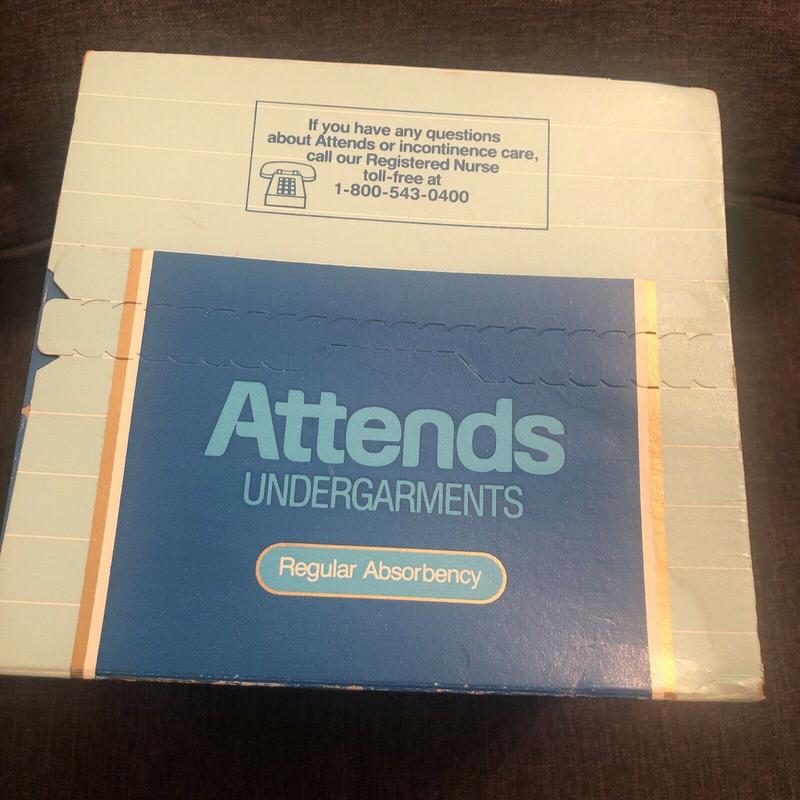 If you have any questions
about Attends or incontinence care,
call our Registered Nurse
toll-free at
1-800-543-0400
Attends
UNDERGARMENTS
Regular Absorbency